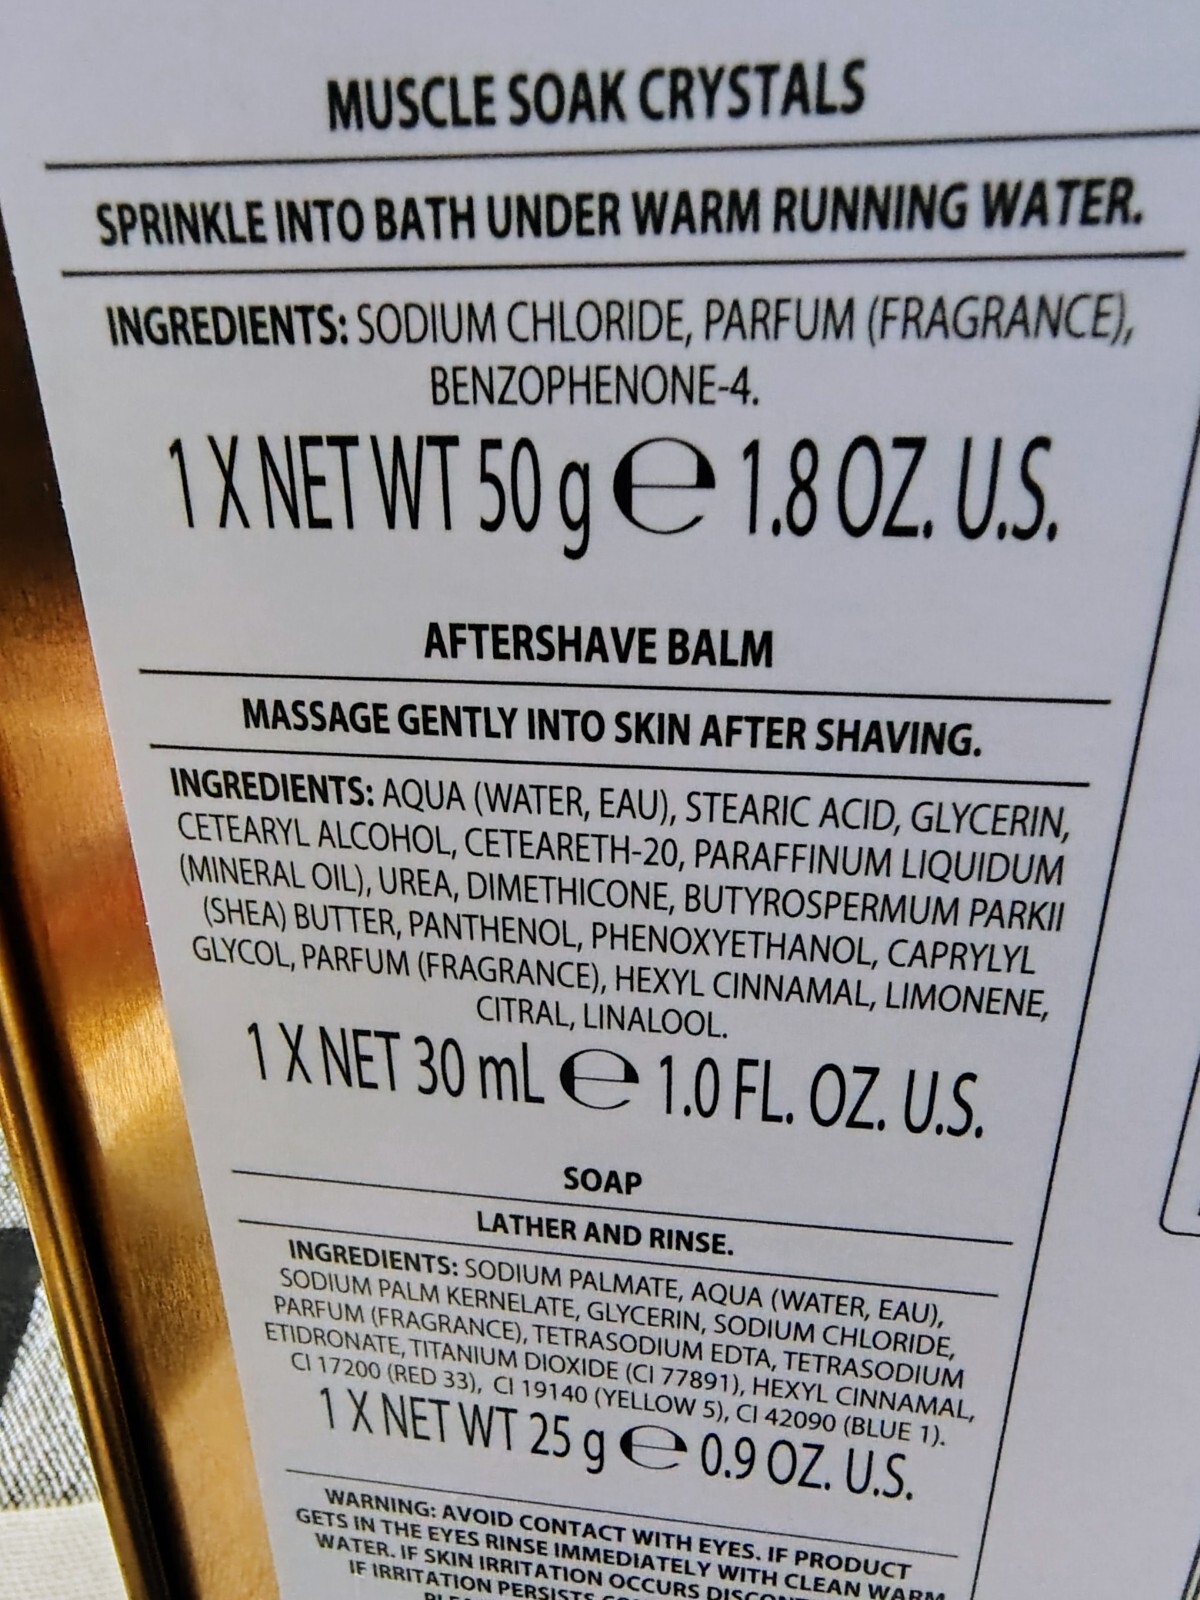 MUSCLE SOAK CRYSTALS
SPRINKLE INTO BATH UNDER WARM RUNNING WATER.
INGREDIENTS: SODIUM CHLORIDE, PARFUM (FRAGRANCE),
BENZOPHENONE-4.
1 X NET WT 50 g ℮ 1.8 OZ. U.S.
AFTERSHAVE BALM
MASSAGE GENTLY INTO SKIN AFTER SHAVING.
INGREDIENTS: AQUA (WATER, EAU), STEARIC ACID, GLYCERIN,
CETEARYL ALCOHOL, CETEARETH-20, PARAFFINUM LIQUIDUM
(MINERAL OIL), UREA, DIMETHICONE, BUTYROSPERMUM PARKII
(SHEA) BUTTER, PANTHENOL, PHENOXYETHANOL, CAPRYLYL
GLYCOL, PARFUM (FRAGRANCE), HEXYL CINNAMAL, LIMONENE,
CITRAL, LINALOOL.
1 X NET 30 mL ℮ 1.0 FL. OZ. U.S.
SOAP
LATHER AND RINSE.
INGREDIENTS: SODIUM PALMATE, AQUA (WATER, EAU),
SODIUM PALM KERNELATE, GLYCERIN, SODIUM CHLORIDE,
PARFUM (FRAGRANCE), TETRASODIUM EDTA, TETRASODIUM
ETIDRONATE, TITANIUM DIOXIDE (CI 77891), HEXYL CINNAMAL,
CI 17200 (RED 33), CI 19140 (YELLOW 5), CI 42090 (BLUE 1).
1 X NET WT 25 g ℮ 0.9 OZ. U.S.
WARNING: AVOID CONTACT WITH EYES. IF PRODUCT
GETS IN THE EYES RINSE IMMEDIATELY WITH CLEAN WARM
WATER. IF SKIN IRRITATION OCCURS
IF IRRITATION PERSISTS